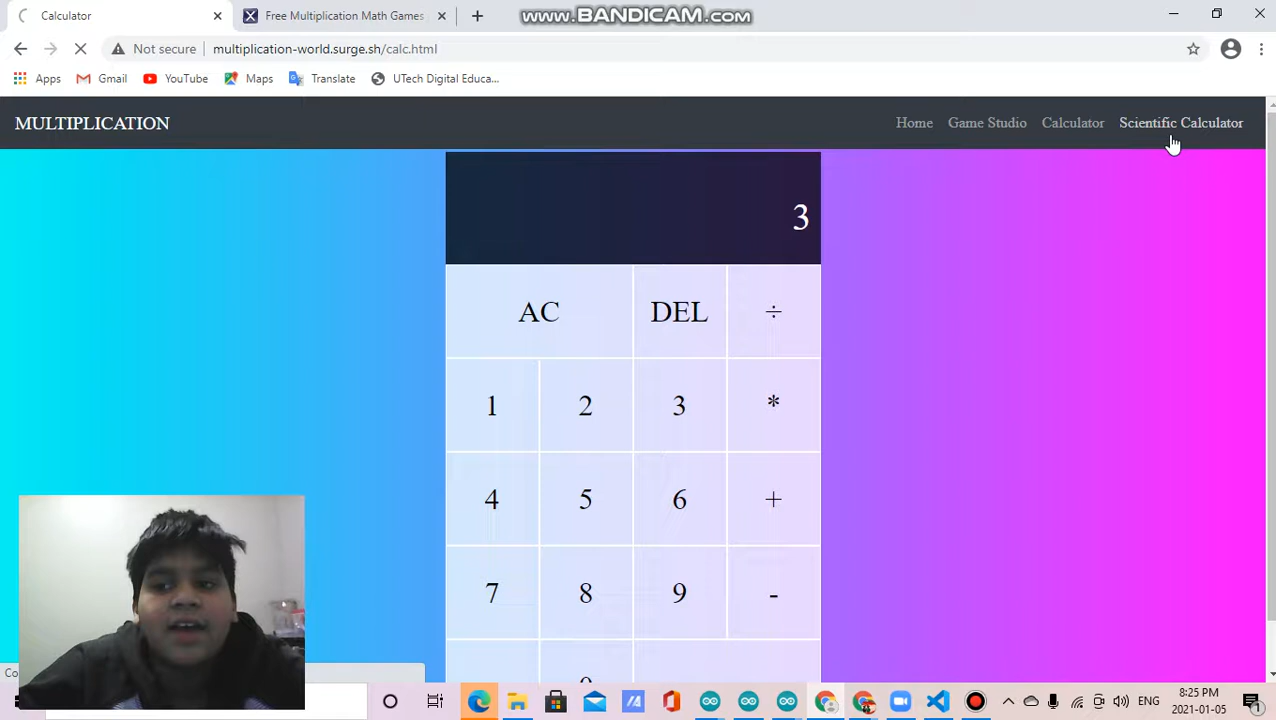 Calculator
Free Multiplication Math Games
www.BANDICAM.com
Not secure
multiplication-world.surge.sh/calc.html
Apps
Gmail
YouTube
Maps
Translate
UTech Digital Educa...
MULTIPLICATION
Home
Game Studio
Calculator
Scientific Calculator
3
AC
DEL
÷
1
2
3
*
4
5
6
+
7
8
9
-
8:25 PM
ENG
2021-01-05